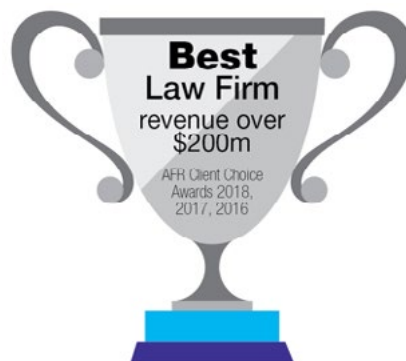 Best
Law Firm
revenue over
$200m
AFR Client Choice
Awards 2018,
2017, 2016